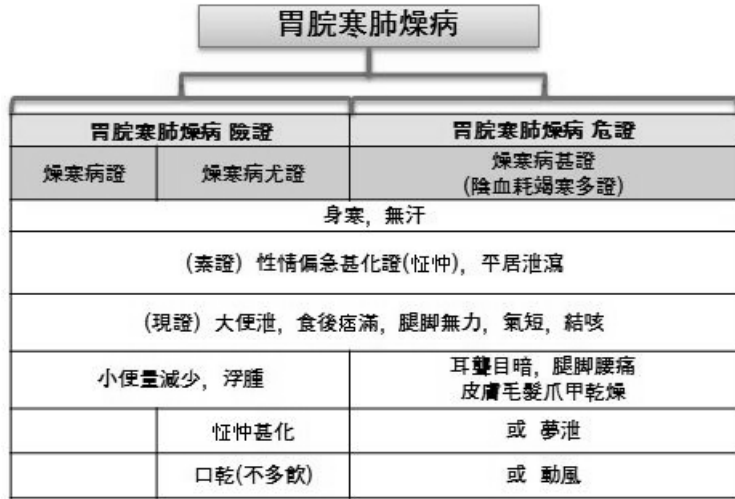 胃脘寒肺燥病
胃脘寒肺燥病 險證
胃脘寒肺燥病 危證
燥寒病證
燥寒病尤證
燥寒病甚證
(陰血耗竭寒多證)
身寒, 無汗
(素證) 性情偏急甚化證(怔忡), 平居泄瀉
(現證) 大便泄, 食後痞滿, 腿脚無力, 氣短, 結咳
小便量減少, 浮腫
耳聾目暗, 腿脚腰痛
皮膚毛髮爪甲乾燥
怔忡甚化
或 夢泄
口乾(不多飮)
或 動風